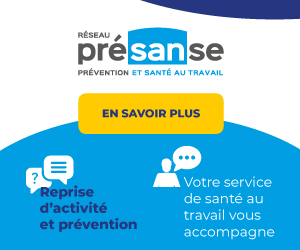 RÉSEAU
présanse
PRÉVENTION ET SANTÉ AU TRAVAIL
EN SAVOIR PLUS
?
Reprise
d'activité
et prévention
Votre service
de santé au
travail vous
accompagne